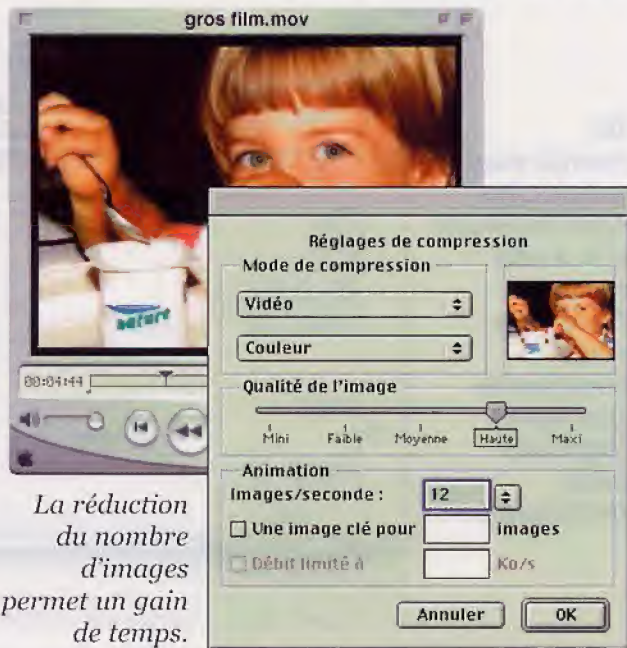 gros film.mov
nature
00:04:44
Réglages de compression
Mode de compression
Vidéo
Couleur
Qualité de l'image
Mini Faible Moyenne Haute Maxi
Animation
Images/seconde : 12
Une image clé pour images
Débit limité à Ko/s
Annuler OK
La réduction
du nombre
d'images
permet un gain
de temps.